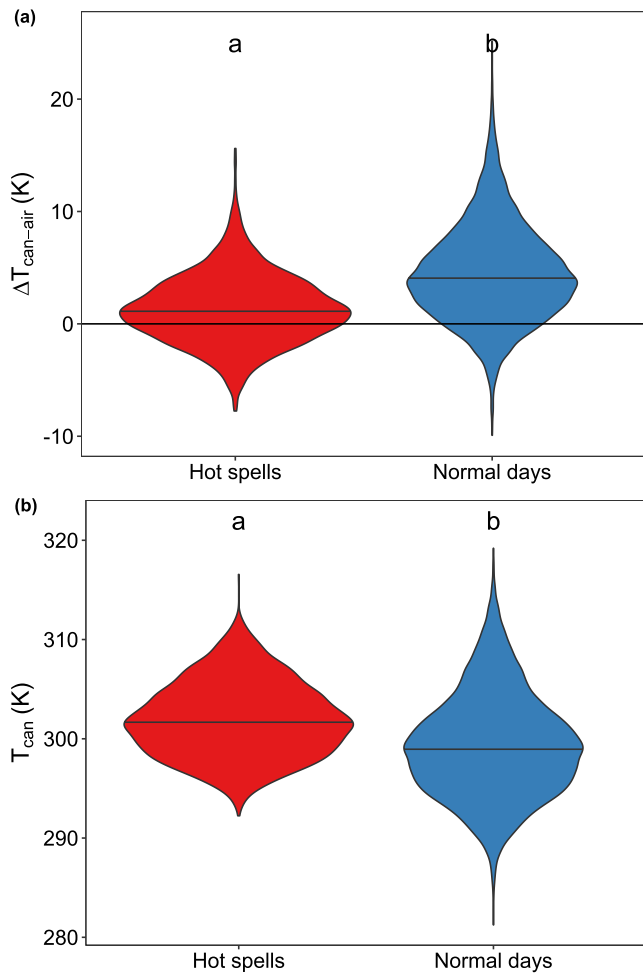 (a)
a b
20
10
0
-10
ΔTcan−air (K)
Hot spells Normal days
(b)
a b
320
310
300
290
280
Tcan (K)
Hot spells Normal days